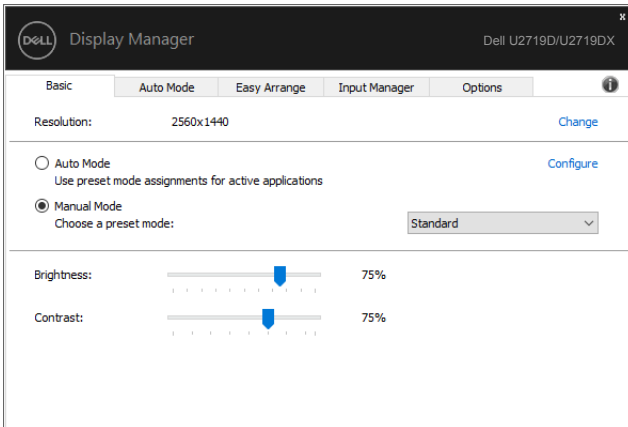 x
DELL Display Manager Dell U2719D/U2719DX
Basic Auto Mode Easy Arrange Input Manager Options i
Resolution: 2560x1440 Change
Auto Mode Configure
Use preset mode assignments for active applications
Manual Mode
Choose a preset mode: Standard
Brightness: 75%
Contrast: 75%